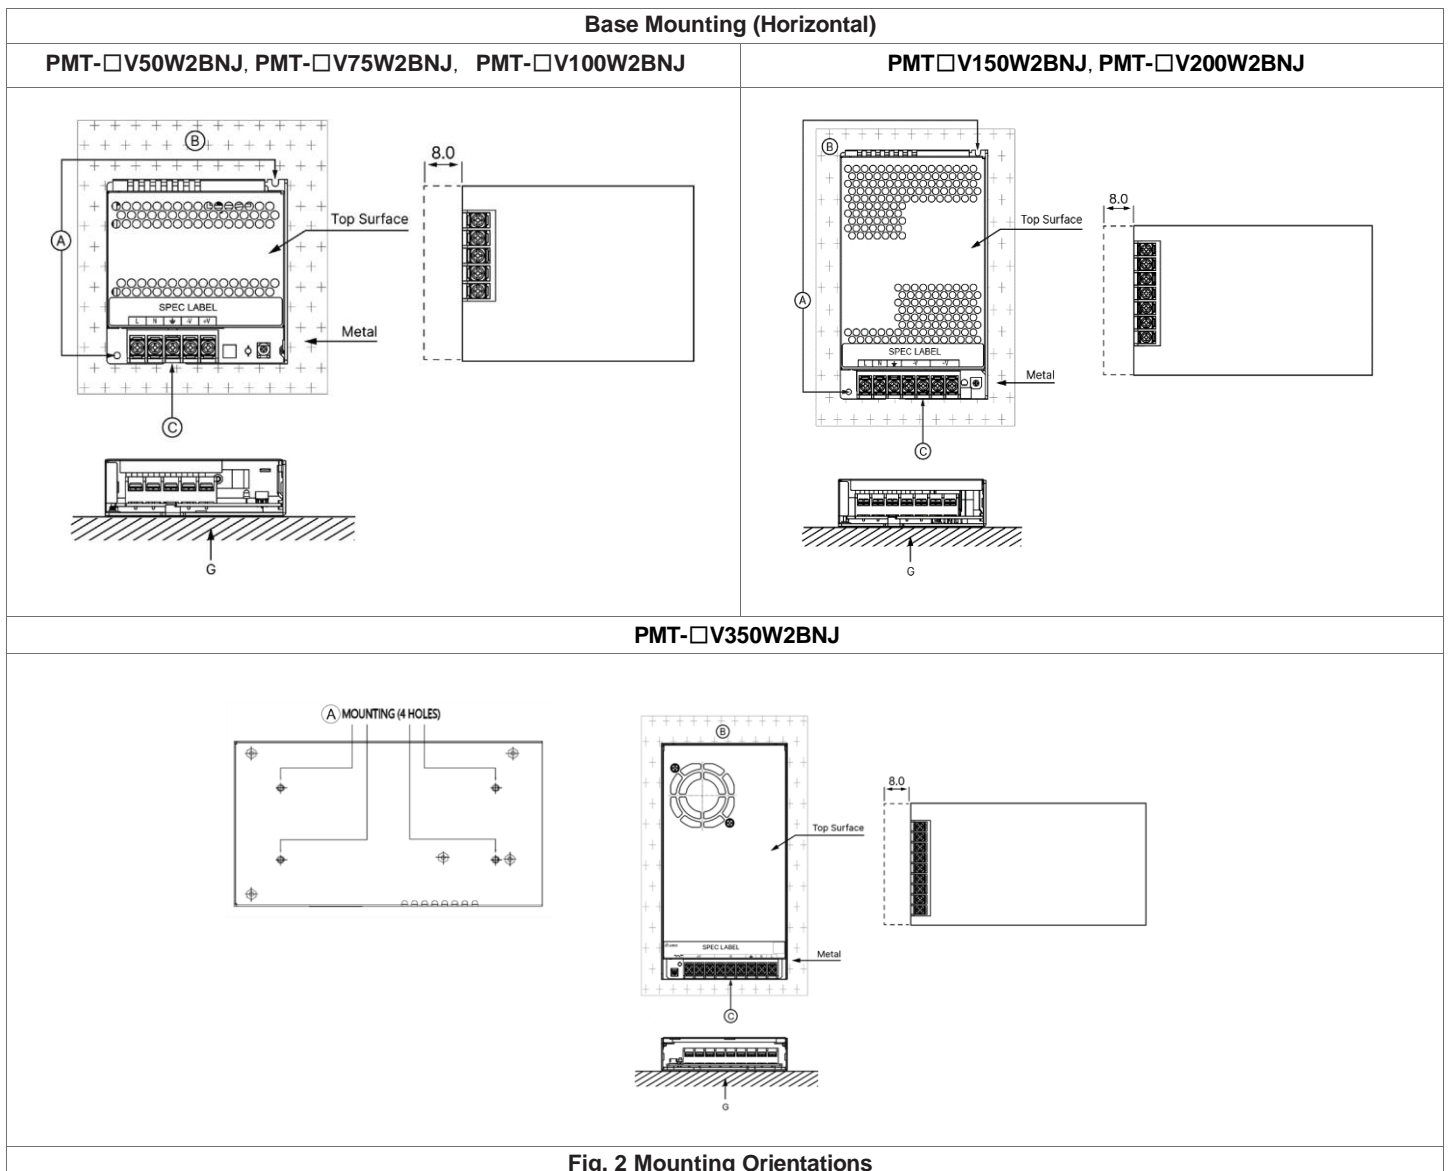 Base Mounting (Horizontal)
PMT-□V50W2BNJ, PMT-□V75W2BNJ, PMT-□V100W2BNJ
PMT□V150W2BNJ, PMT-□V200W2BNJ
B
8.0
A
Top Surface
SPEC LABEL
L N ⏚ -V +V
Metal
C
G
B
8.0
Top Surface
A
SPEC LABEL
N ⏚ -V
Metal
C
G
PMT-□V350W2BNJ
A MOUNTING (4 HOLES)
B
8.0
Top Surface
SPEC LABEL
Metal
C
G
Fig. 2 Mounting Orientations